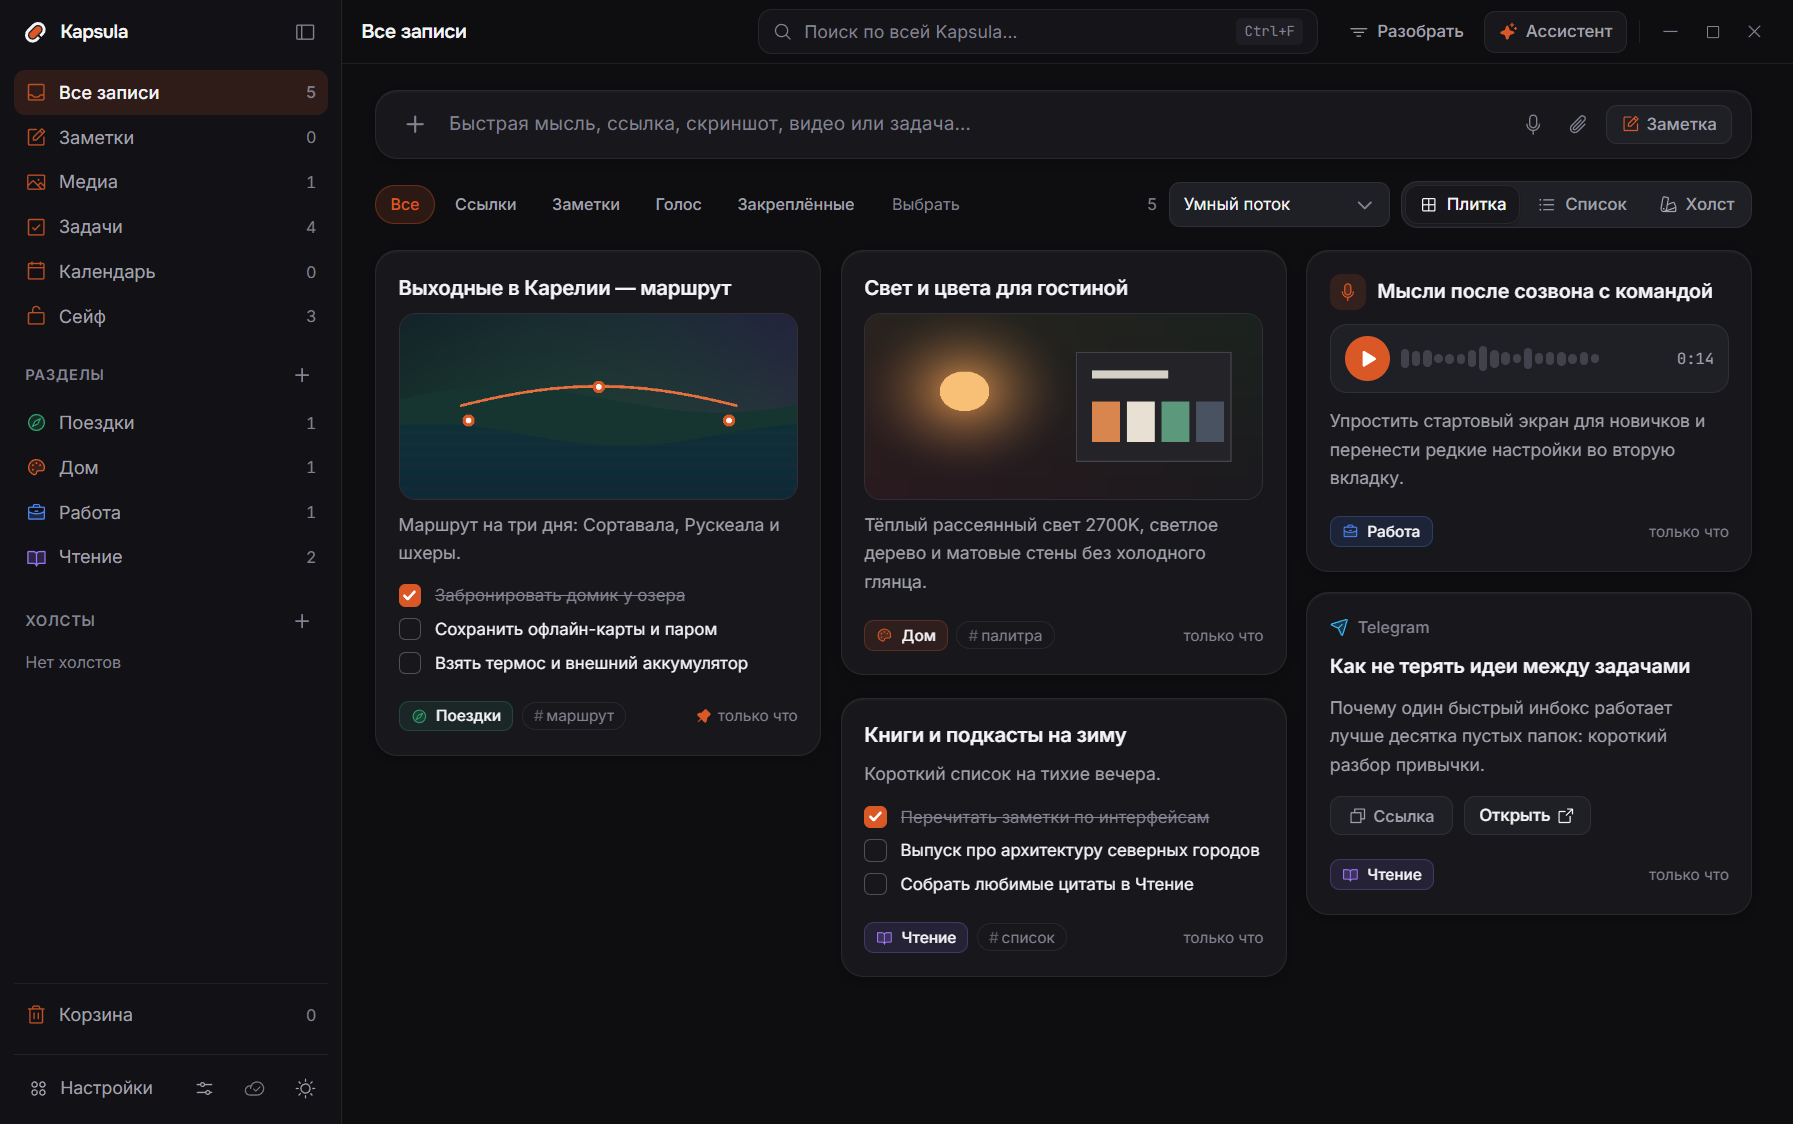 Kapsula
Все записи 5
Заметки 0
Медиа 1
Задачи 4
Календарь 0
Сейф 3
РАЗДЕЛЫ
Поездки 1
Дом 1
Работа 1
Чтение 2
ХОЛСТЫ
Нет холстов
Корзина 0
Настройки
Все записи
Поиск по всей Kapsula... Ctrl+F
Разобрать
Ассистент
Быстрая мысль, ссылка, скриншот, видео или задача...
Заметка
Все Ссылки Заметки Голос Закреплённые Выбрать
5 Умный поток
Плитка Список Холст
Выходные в Карелии — маршрут
Маршрут на три дня: Сортавала, Рускеала и
шхеры.
Забронировать домик у озера
Сохранить офлайн-карты и паром
Взять термос и внешний аккумулятор
Поездки #маршрут только что
Свет и цвета для гостиной
Тёплый рассеянный свет 2700K, светлое
дерево и матовые стены без холодного
глянца.
Дом #палитра только что
Книги и подкасты на зиму
Короткий список на тихие вечера.
Перечитать заметки по интерфейсам
Выпуск про архитектуру северных городов
Собрать любимые цитаты в Чтение
Чтение #список только что
Мысли после созвона с командой
0:14
Упростить стартовый экран для новичков и
перенести редкие настройки во вторую
вкладку.
Работа только что
Telegram
Как не терять идеи между задачами
Почему один быстрый инбокс работает
лучше десятка пустых папок: короткий
разбор привычки.
Ссылка Открыть
Чтение только что